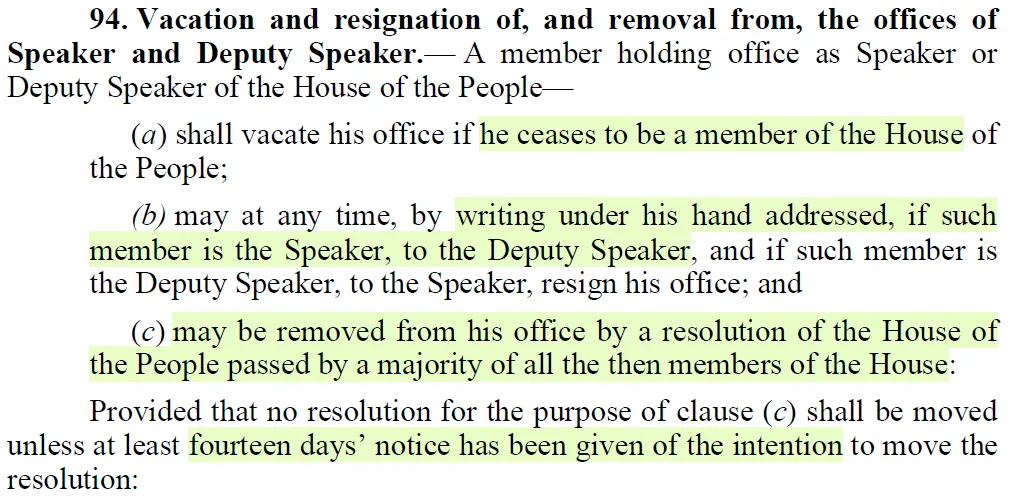 94. Vacation and resignation of, and removal from, the offices of
Speaker and Deputy Speaker.— A member holding office as Speaker or
Deputy Speaker of the House of the People—
(a) shall vacate his office if he ceases to be a member of the House of
the People;
(b) may at any time, by writing under his hand addressed, if such
member is the Speaker, to the Deputy Speaker, and if such member is
the Deputy Speaker, to the Speaker, resign his office; and
(c) may be removed from his office by a resolution of the House of
the People passed by a majority of all the then members of the House:
Provided that no resolution for the purpose of clause (c) shall be moved
unless at least fourteen days’ notice has been given of the intention to move the
resolution: